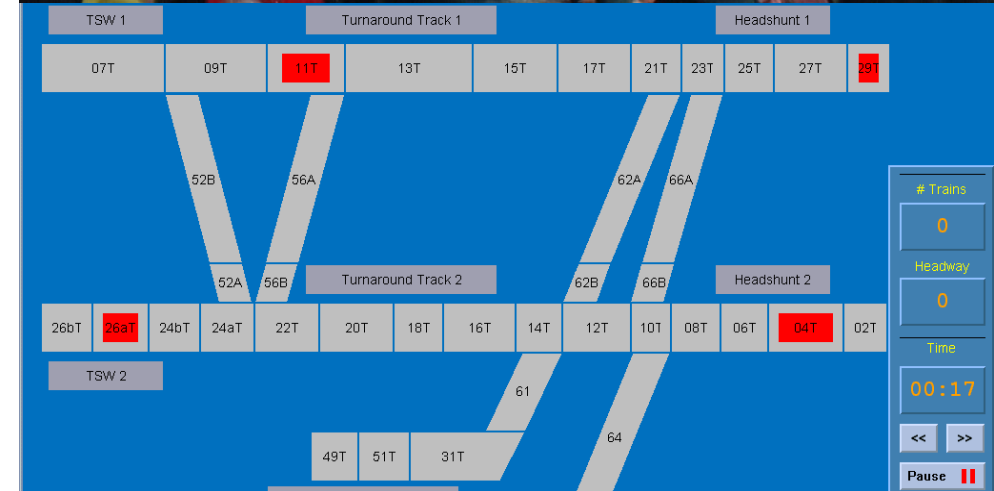 TSW 1 Turnaround Track 1 Headshunt 1
07T 09T 11T 13T 15T 17T 21T 23T 25T 27T 29T
52B 56A 62A 66A
# Trains
0
52A 56B Turnaround Track 2 62B 66B Headshunt 2
Headway
0
26bT 26aT 24bT 24aT 22T 20T 18T 16T 14T 12T 10T 08T 06T 04T 02T
Time
TSW 2
61
00:17
64
<< >>
49T 51T 31T
Pause